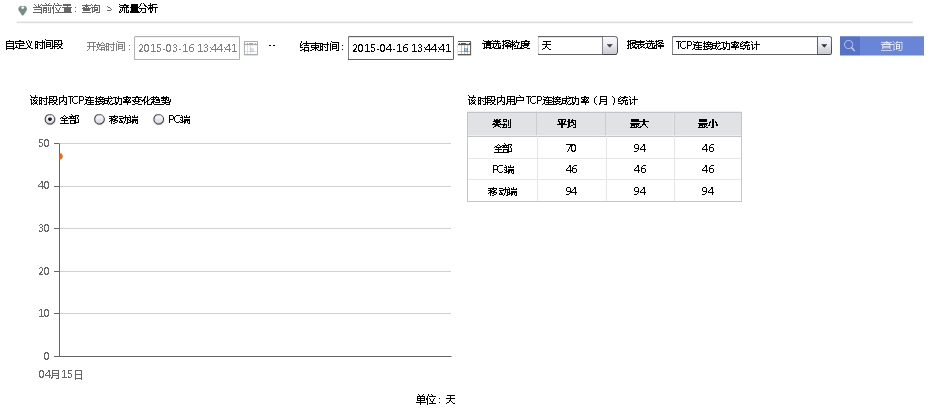 当前位置：查询 > 流量分析
自定义时间段 开始时间： 2015-03-16 13:44:41 -- 结束时间： 2015-04-16 13:44:41 请选择粒度 天 报表选择 TCP连接成功率统计 查询
该时段内TCP连接成功率变化趋势
全部 移动端 PC端
50
40
30
20
10
0
04月15日
单位：天
该时段内用户TCP连接成功率（月）统计
类别 平均 最大 最小
全部 70 94 46
PC端 46 46 46
移动端 94 94 94